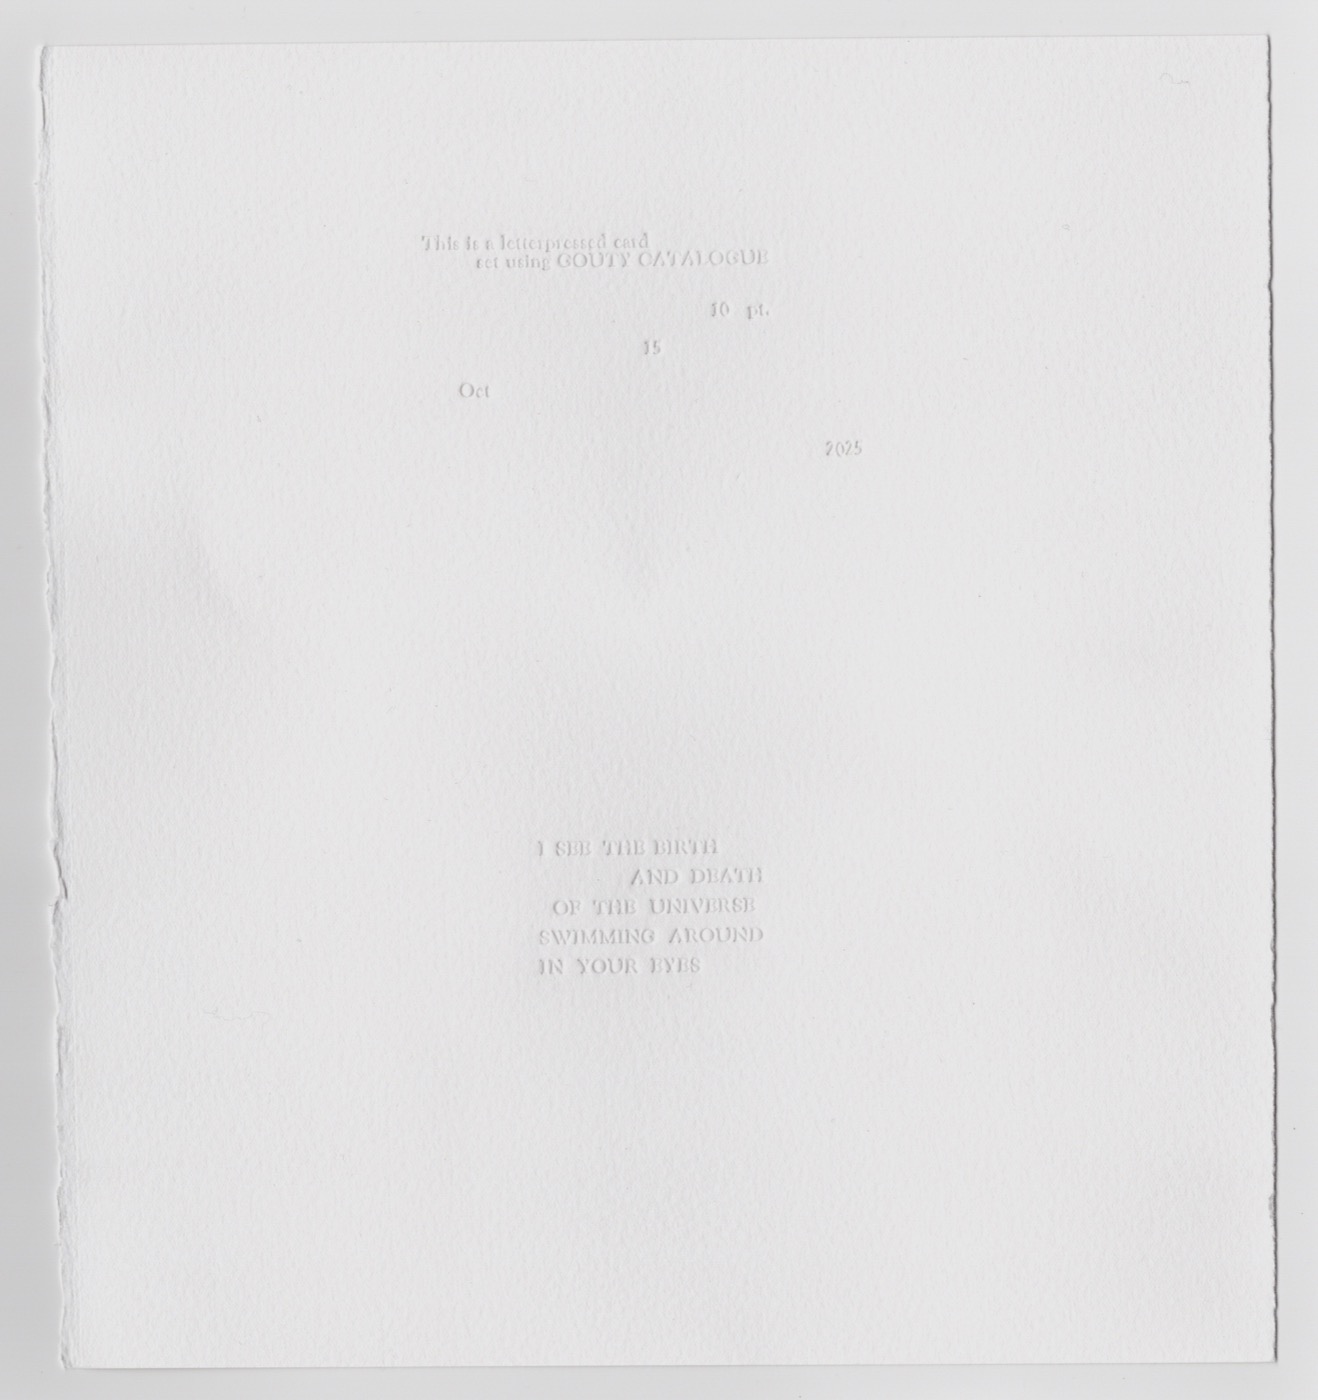 This is a letterpressed card
set using GOUTY CATALOGUE
10 pt.
15
Oct
2025
I SEE THE BIRTH
AND DEATH
OF THE UNIVERSE
SWIMMING AROUND
IN YOUR EYES